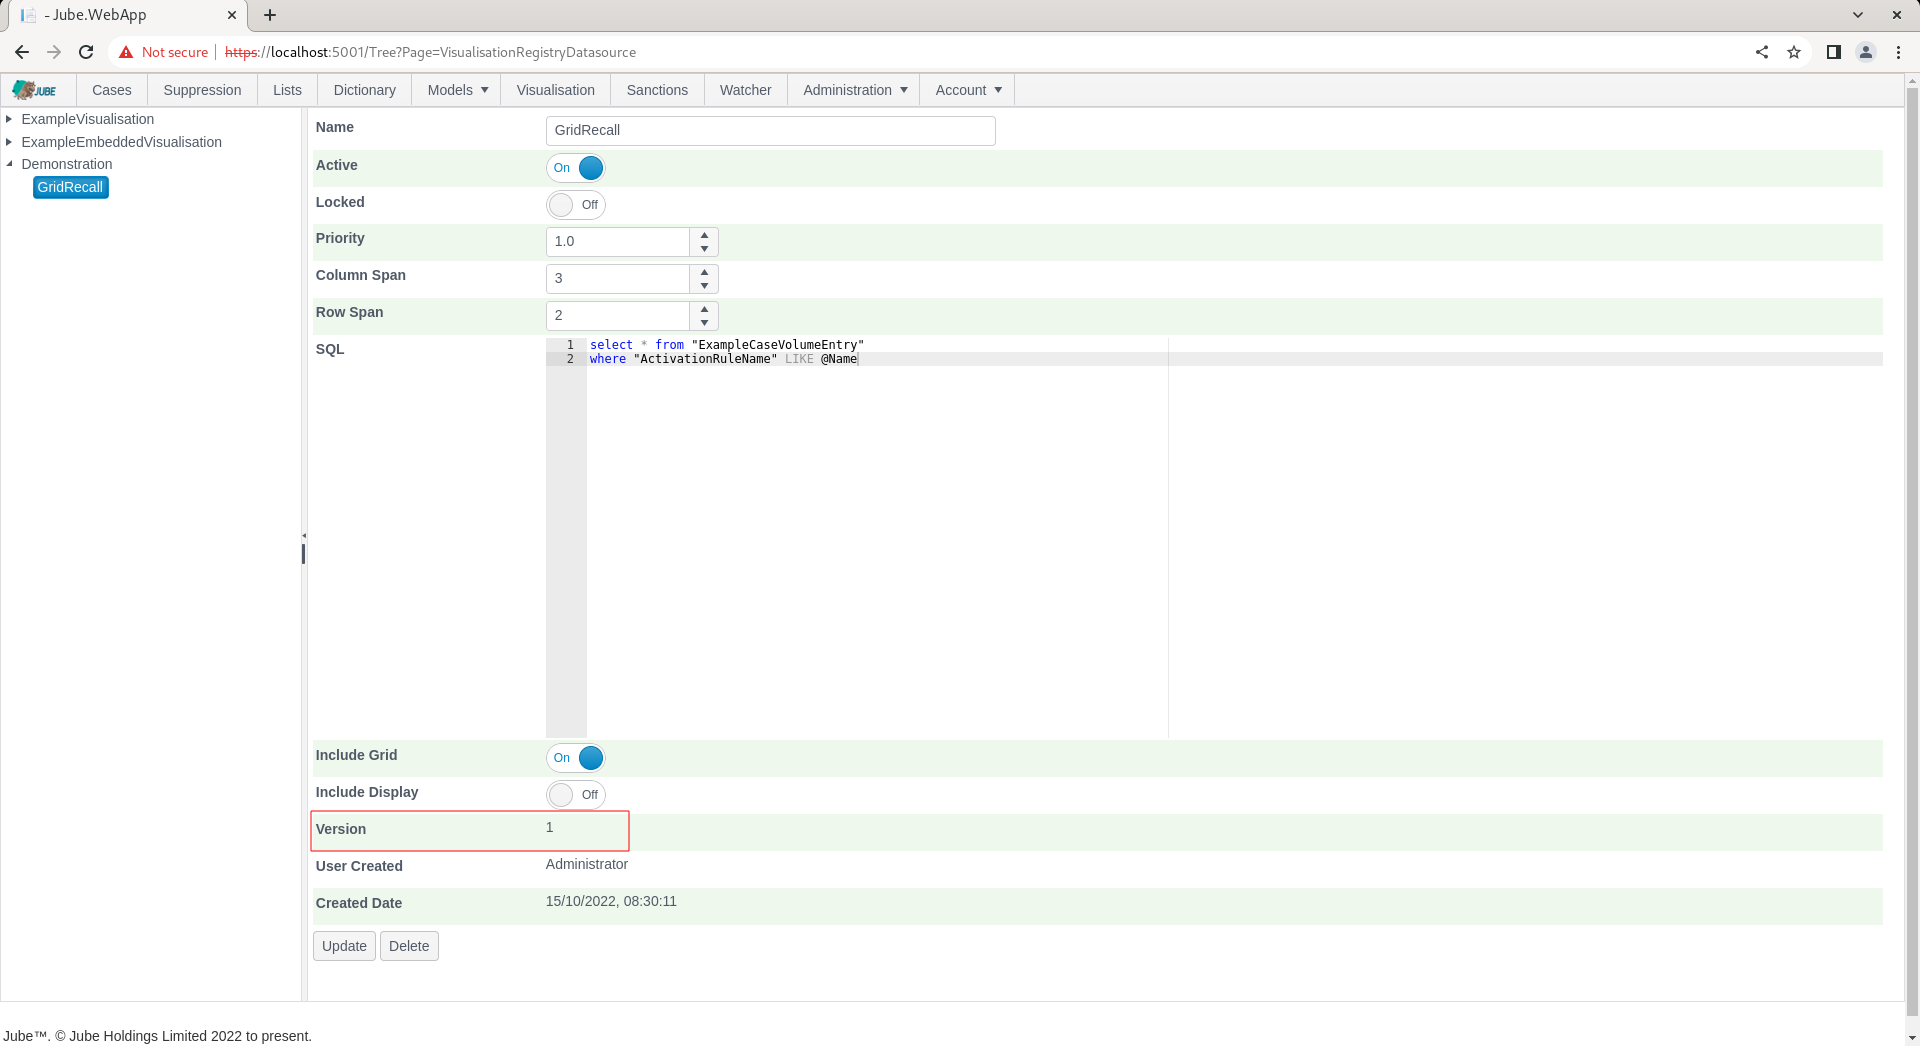 - Jube.WebApp
Not secure https://localhost:5001/Tree?Page=VisualisationRegistryDatasource
JUBE Cases Suppression Lists Dictionary Models Visualisation Sanctions Watcher Administration Account
ExampleVisualisation
ExampleEmbeddedVisualisation
Demonstration
GridRecall
Name GridRecall
Active On
Locked Off
Priority 1.0
Column Span 3
Row Span 2
SQL
1 select * from "ExampleCaseVolumeEntry"
2 where "ActivationRuleName" LIKE @Name
Include Grid On
Include Display Off
Version 1
User Created Administrator
Created Date 15/10/2022, 08:30:11
Update Delete
Jube™. © Jube Holdings Limited 2022 to present.